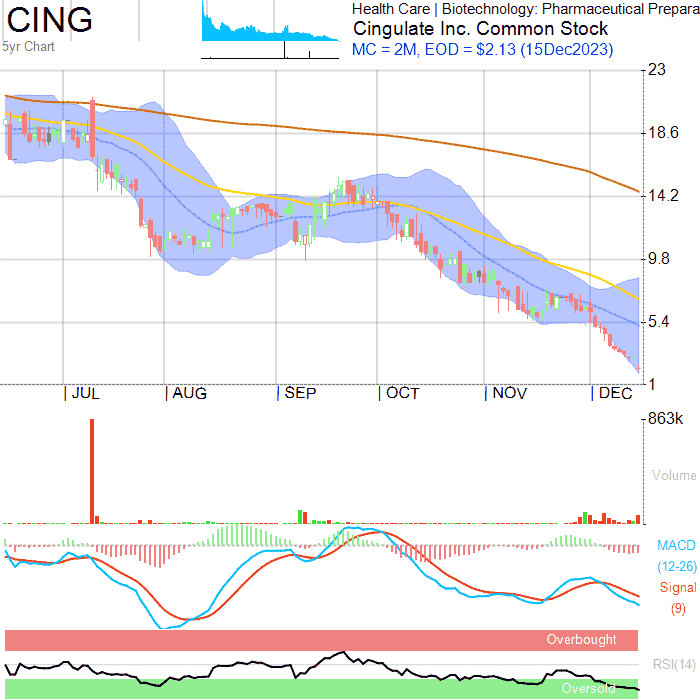 CING
5yr Chart
Health Care | Biotechnology: Pharmaceutical Prepara
Cingulate Inc. Common Stock
MC = 2M, EOD = $2.13 (15Dec2023)
23
18.6
14.2
9.8
5.4
1
JUL AUG SEP OCT NOV DEC
863k
Volume
MACD
(12-26)
Signal
(9)
Overbought
RSI(14)
Oversold